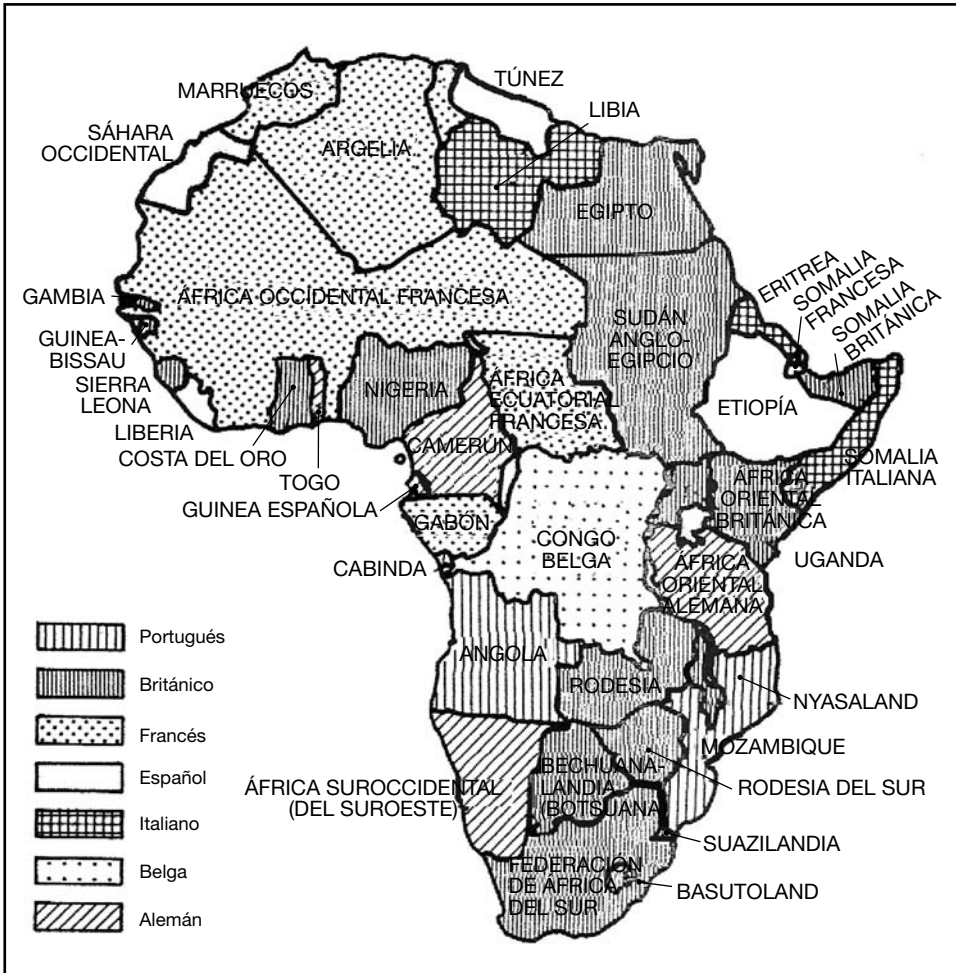 TÚNEZ
MARRUECOS
LIBIA
SÁHARA
OCCIDENTAL
ARGELIA
EGIPTO
ERITREA
SOMALIA
FRANCESA
SOMALIA
BRITÁNICA
GAMBIA
ÁFRICA OCCIDENTAL FRANCESA
GUINEA-
BISSAU
SUDÁN
ANGLO-
EGIPCIO
SIERRA
LEONA
NIGERIA
ÁFRICA
ECUATORIAL
FRANCESA
ETIOPÍA
LIBERIA
COSTA DEL ORO
CAMERÚN
SOMALIA
ITALIANA
TOGO
GUINEA ESPAÑOLA
ÁFRICA
ORIENTAL
BRITÁNICA
GABÓN
CONGO
BELGA
UGANDA
CABINDA
ÁFRICA
ORIENTAL
ALEMANA
ANGOLA
RODESIA
NYASALAND
MOZAMBIQUE
BECHUANA-
LANDIA
(BOTSUANA)
RODESIA DEL SUR
ÁFRICA SUROCCIDENTAL
(DEL SUROESTE)
SUAZILANDIA
FEDERACIÓN
DE ÁFRICA
DEL SUR
BASUTOLAND
Portugués
Británico
Francés
Español
Italiano
Belga
Alemán